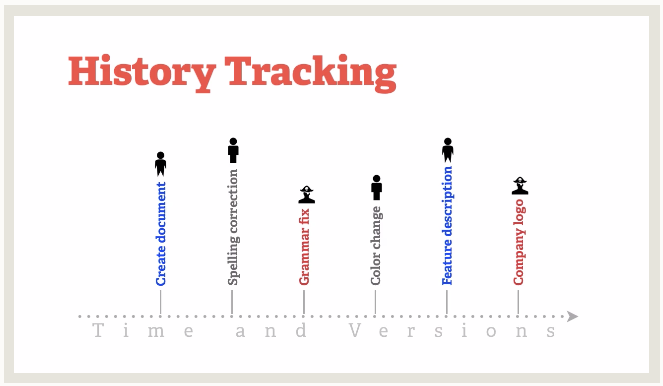 History Tracking
Create document
Spelling correction
Grammar fix
Color change
Feature description
Company logo
Time and Versions